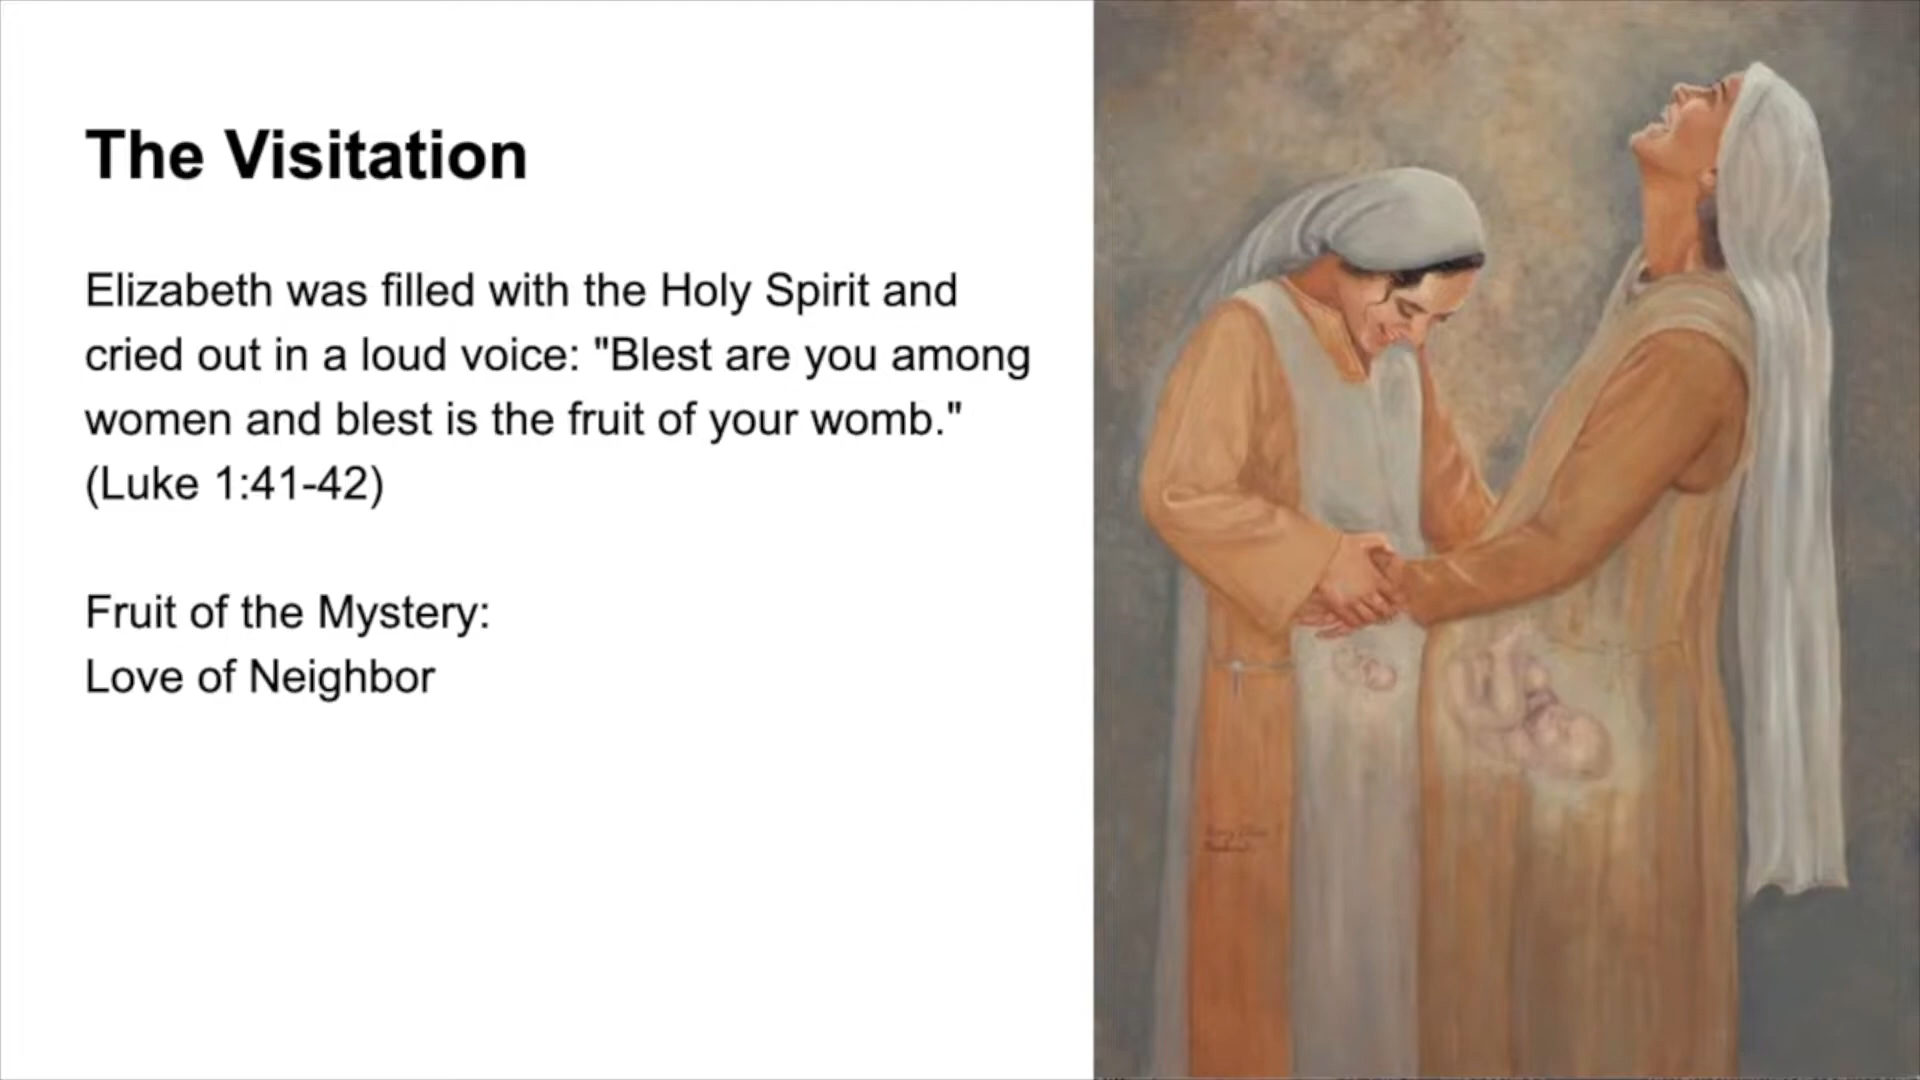 The Visitation
Elizabeth was filled with the Holy Spirit and
cried out in a loud voice: "Blest are you among
women and blest is the fruit of your womb."
(Luke 1:41-42)
Fruit of the Mystery:
Love of Neighbor